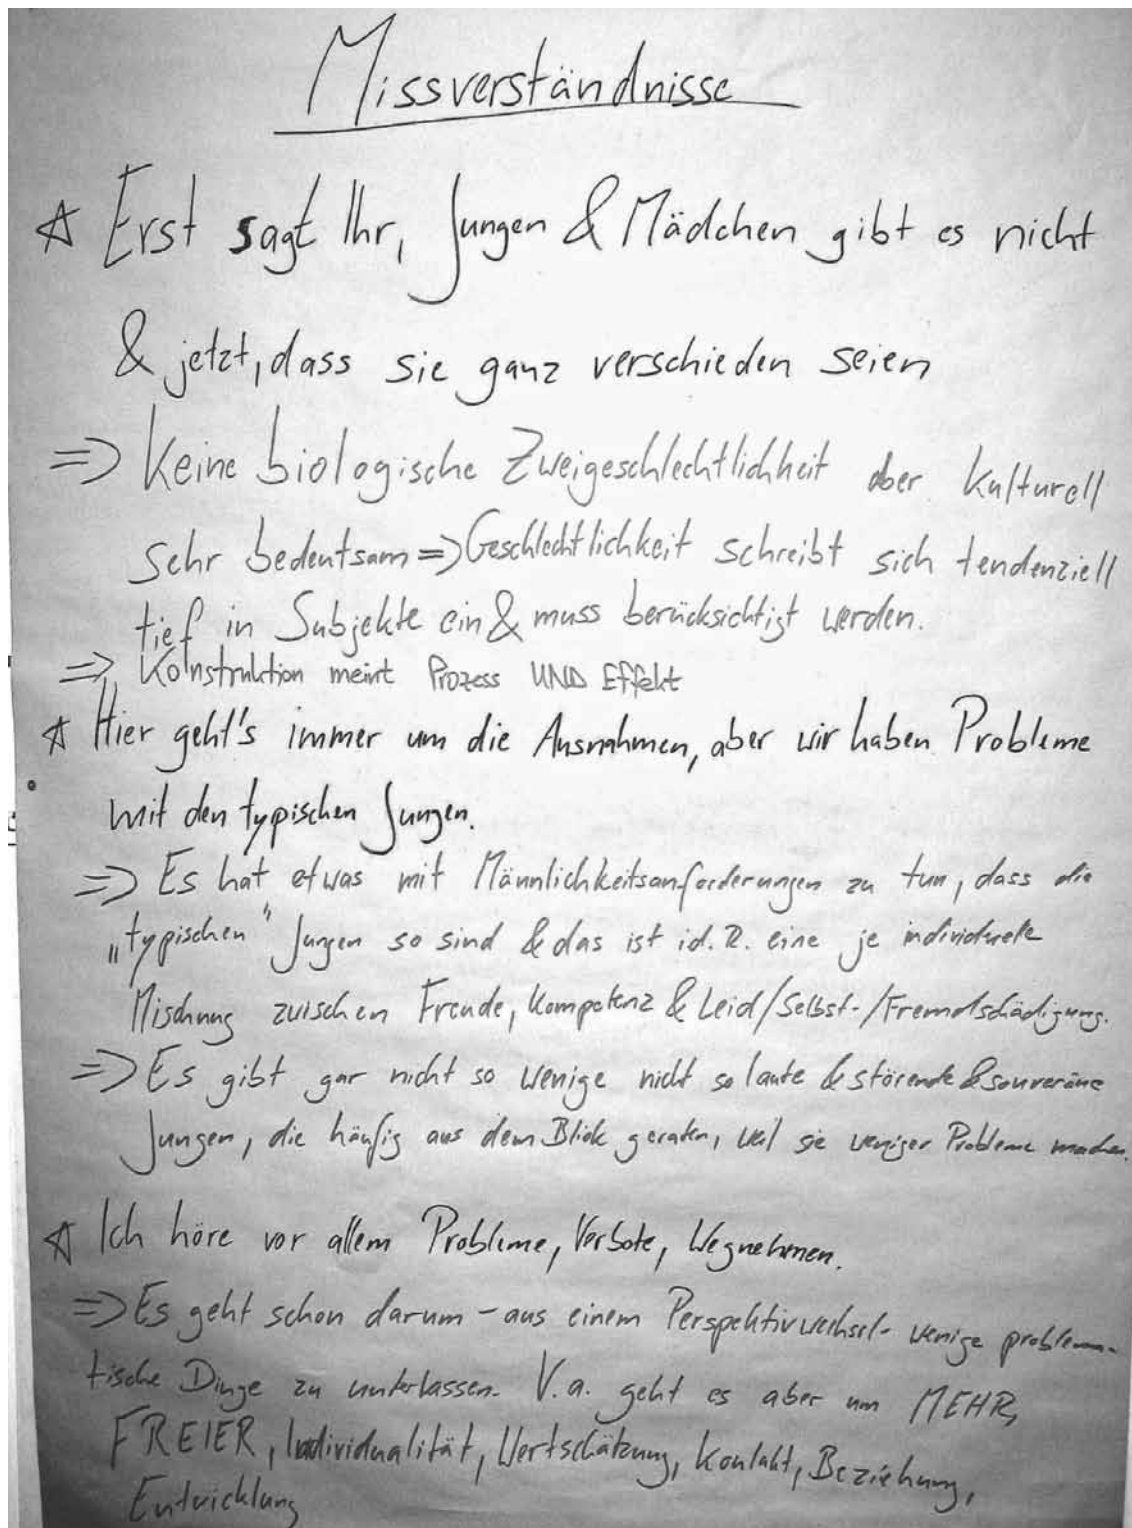 Missverständnisse
☆ Erst sagt Ihr, Jungen & Mädchen gibt es nicht
& jetzt, dass sie ganz verschieden seien
=> Keine biologische Zweigeschlechtlichkeit aber kulturell
sehr bedeutsam => Geschlechtlichkeit schreibt sich tendenziell
tief in Subjekte ein & muss berücksichtigt werden.
=> Konstruktion meint Prozess UND Effekt
☆ Hier geht's immer um die Ausnahmen, aber wir haben Probleme
mit den typischen Jungen.
=> Es hat etwas mit Männlichkeitsanforderungen zu tun, dass die
„typischen" Jungen so sind & das ist i.d.R. eine je individuelle
Mischung zwischen Freude, Kompetenz & Leid/Selbst-/Fremdschädigung.
=> Es gibt gar nicht so wenige nicht so laute & störende & souveräne
Jungen, die häufig aus dem Blick geraten, weil sie weniger Probleme machen.
☆ Ich höre vor allem Probleme, Verbote, Wegnehmen.
=> Es geht schon darum - aus einem Perspektivwechsel - wenige problema-
tische Dinge zu unterlassen. V.a. geht es aber um MEHR,
FREIER, Individualität, Wertschätzung, Kontakt, Beziehung,
Entwicklung